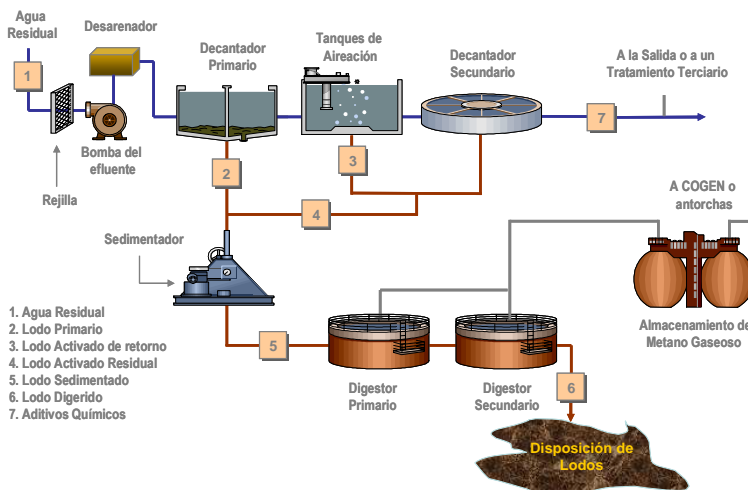 Agua
Residual
Desarenador
Decantador
Primario
Tanques de
Aireación
Decantador
Secundario
A la Salida o a un
Tratamiento Terciario
1
7
Bomba del
efluente
Rejilla
2
3
4
A COGEN o
antorchas
Sedimentador
1. Agua Residual
2. Lodo Primario
3. Lodo Activado de retorno
4. Lodo Activado Residual
5. Lodo Sedimentado
6. Lodo Digerido
7. Aditivos Químicos
5
Digestor
Primario
Digestor
Secundario
6
Almacenamiento de
Metano Gaseoso
Disposición de
Lodos